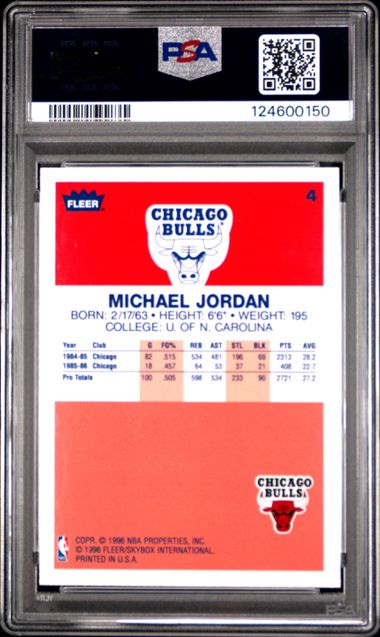 PSA
124600150
FLEER
4
CHICAGO
BULLS
MICHAEL JORDAN
BORN: 2/17/63 • HEIGHT: 6'6" • WEIGHT: 195
COLLEGE: U. OF N. CAROLINA
Year Club G FG% REB AST STL BLK PTS AVG
1984-85 Chicago 82 .515 534 481 196 69 2313 28.2
1985-86 Chicago 18 .457 64 53 37 21 408 22.7
Pro Totals 100 .505 598 534 233 90 2721 27.2
CHICAGO
BULLS
COPR. © 1996 NBA PROPERTIES, INC.
© 1996 FLEER/SKYBOX INTERNATIONAL.
PRINTED IN U.S.A.
PSA